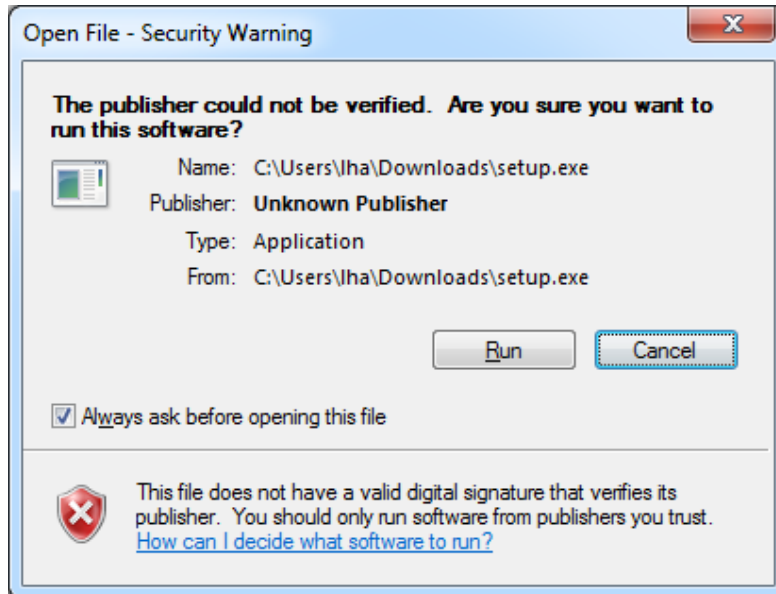 Open File - Security Warning
The publisher could not be verified.  Are you sure you want to
run this software?
Name: C:\Users\lha\Downloads\setup.exe
Publisher: Unknown Publisher
Type: Application
From: C:\Users\lha\Downloads\setup.exe
Run Cancel
Always ask before opening this file
This file does not have a valid digital signature that verifies its
publisher.  You should only run software from publishers you trust.
How can I decide what software to run?